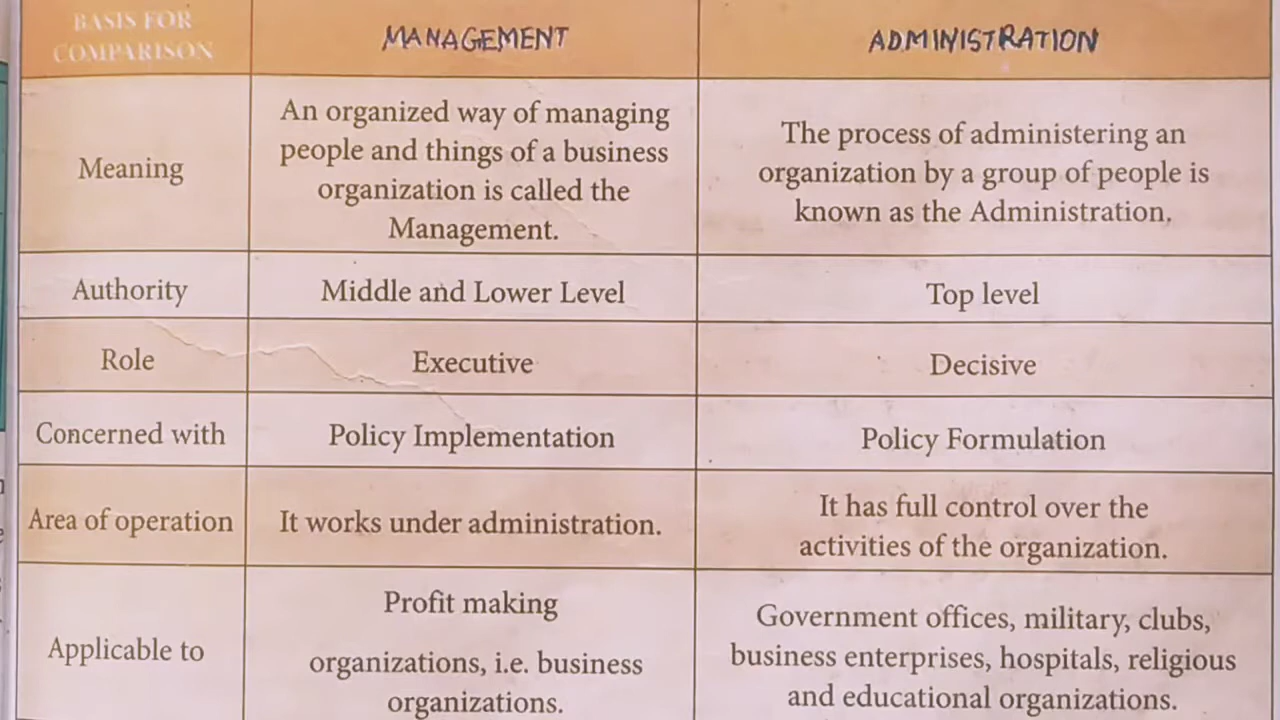 BASIS FOR
COMPARISON
MANAGEMENT
ADMINISTRATION
Meaning
An organized way of managing
people and things of a business
organization is called the
Management.
The process of administering an
organization by a group of people is
known as the Administration.
Authority
Middle and Lower Level
Top level
Role
Executive
Decisive
Concerned with
Policy Implementation
Policy Formulation
Area of operation
It works under administration.
It has full control over the
activities of the organization.
Applicable to
Profit making
organizations, i.e. business
organizations.
Government offices, military, clubs,
business enterprises, hospitals, religious
and educational organizations.